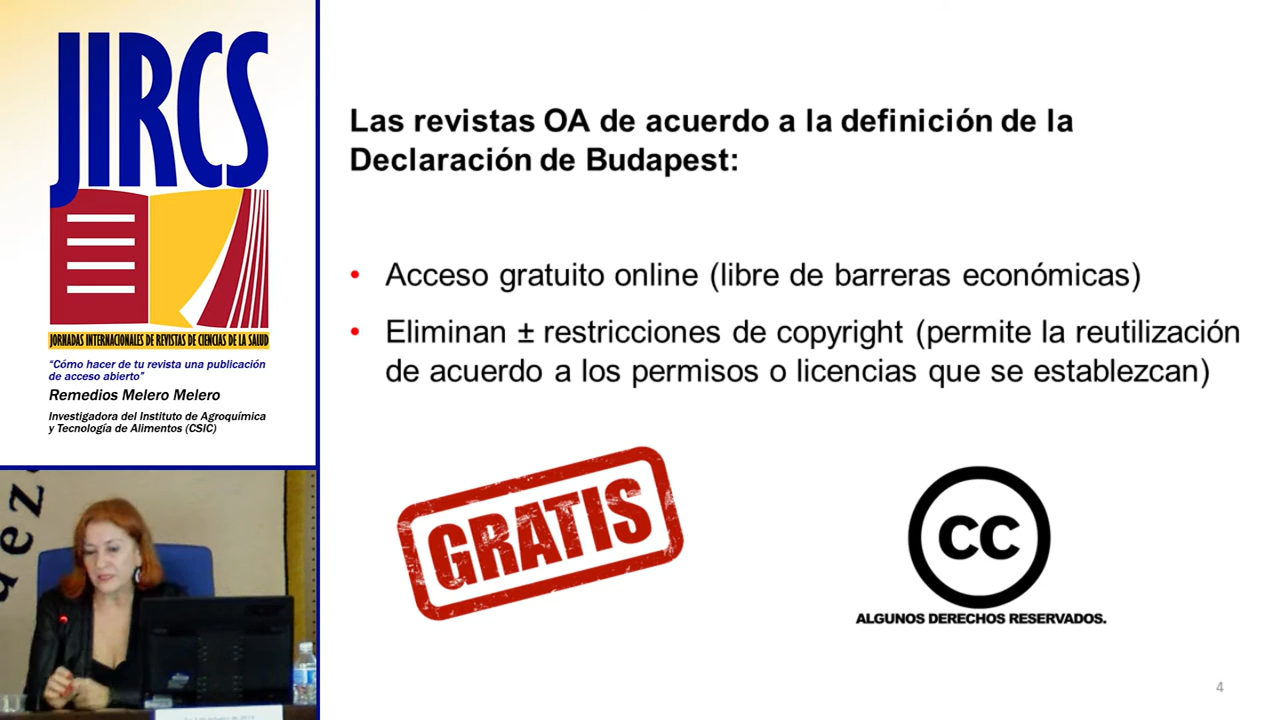 JIRCS
JORNADAS INTERNACIONALES DE REVISTAS DE CIENCIAS DE LA SALUD
“Cómo hacer de tu revista una publicación
de acceso abierto”
Remedios Melero Melero
Investigadora del Instituto de Agroquímica
y Tecnología de Alimentos (CSIC)
Las revistas OA de acuerdo a la definición de la
Declaración de Budapest:
• Acceso gratuito online (libre de barreras económicas)
• Eliminan ± restricciones de copyright (permite la reutilización
de acuerdo a los permisos o licencias que se establezcan)
GRATIS
CC
ALGUNOS DERECHOS RESERVADOS.
4